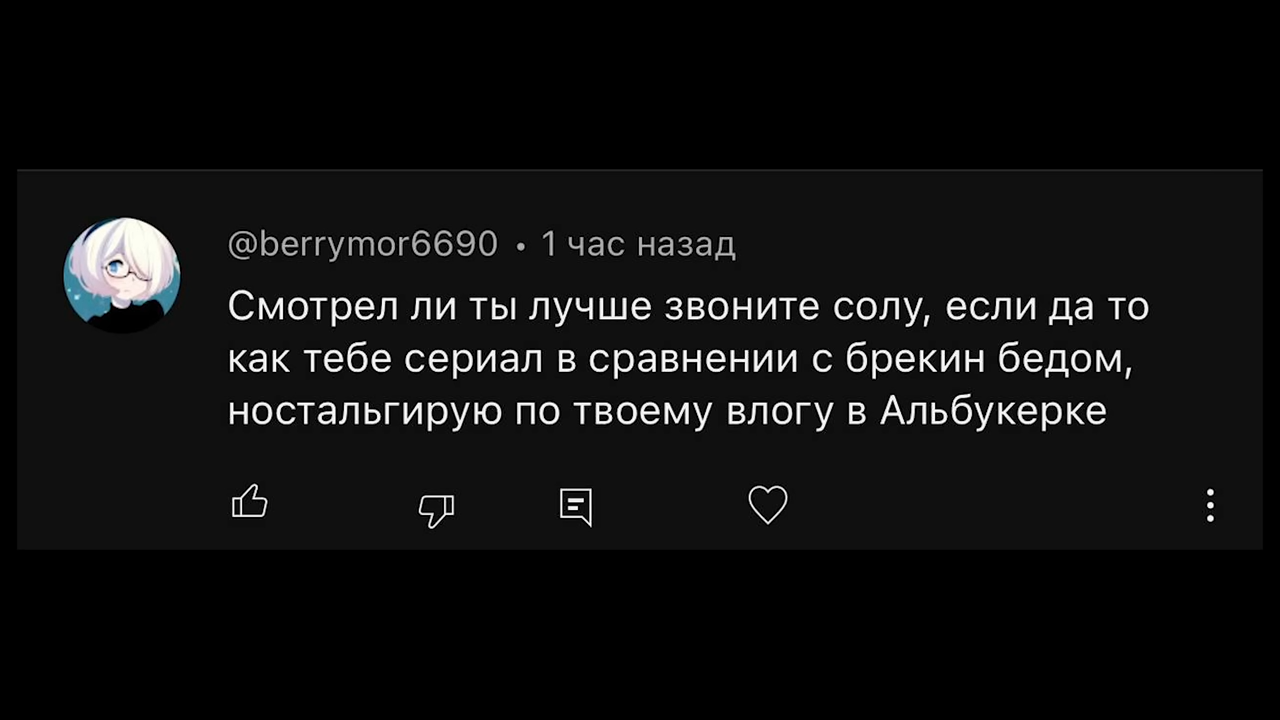 @berrymor6690 • 1 час назад
Смотрел ли ты лучше звоните солу, если да то
как тебе сериал в сравнении с брекин бедом,
ностальгирую по твоему влогу в Альбукерке